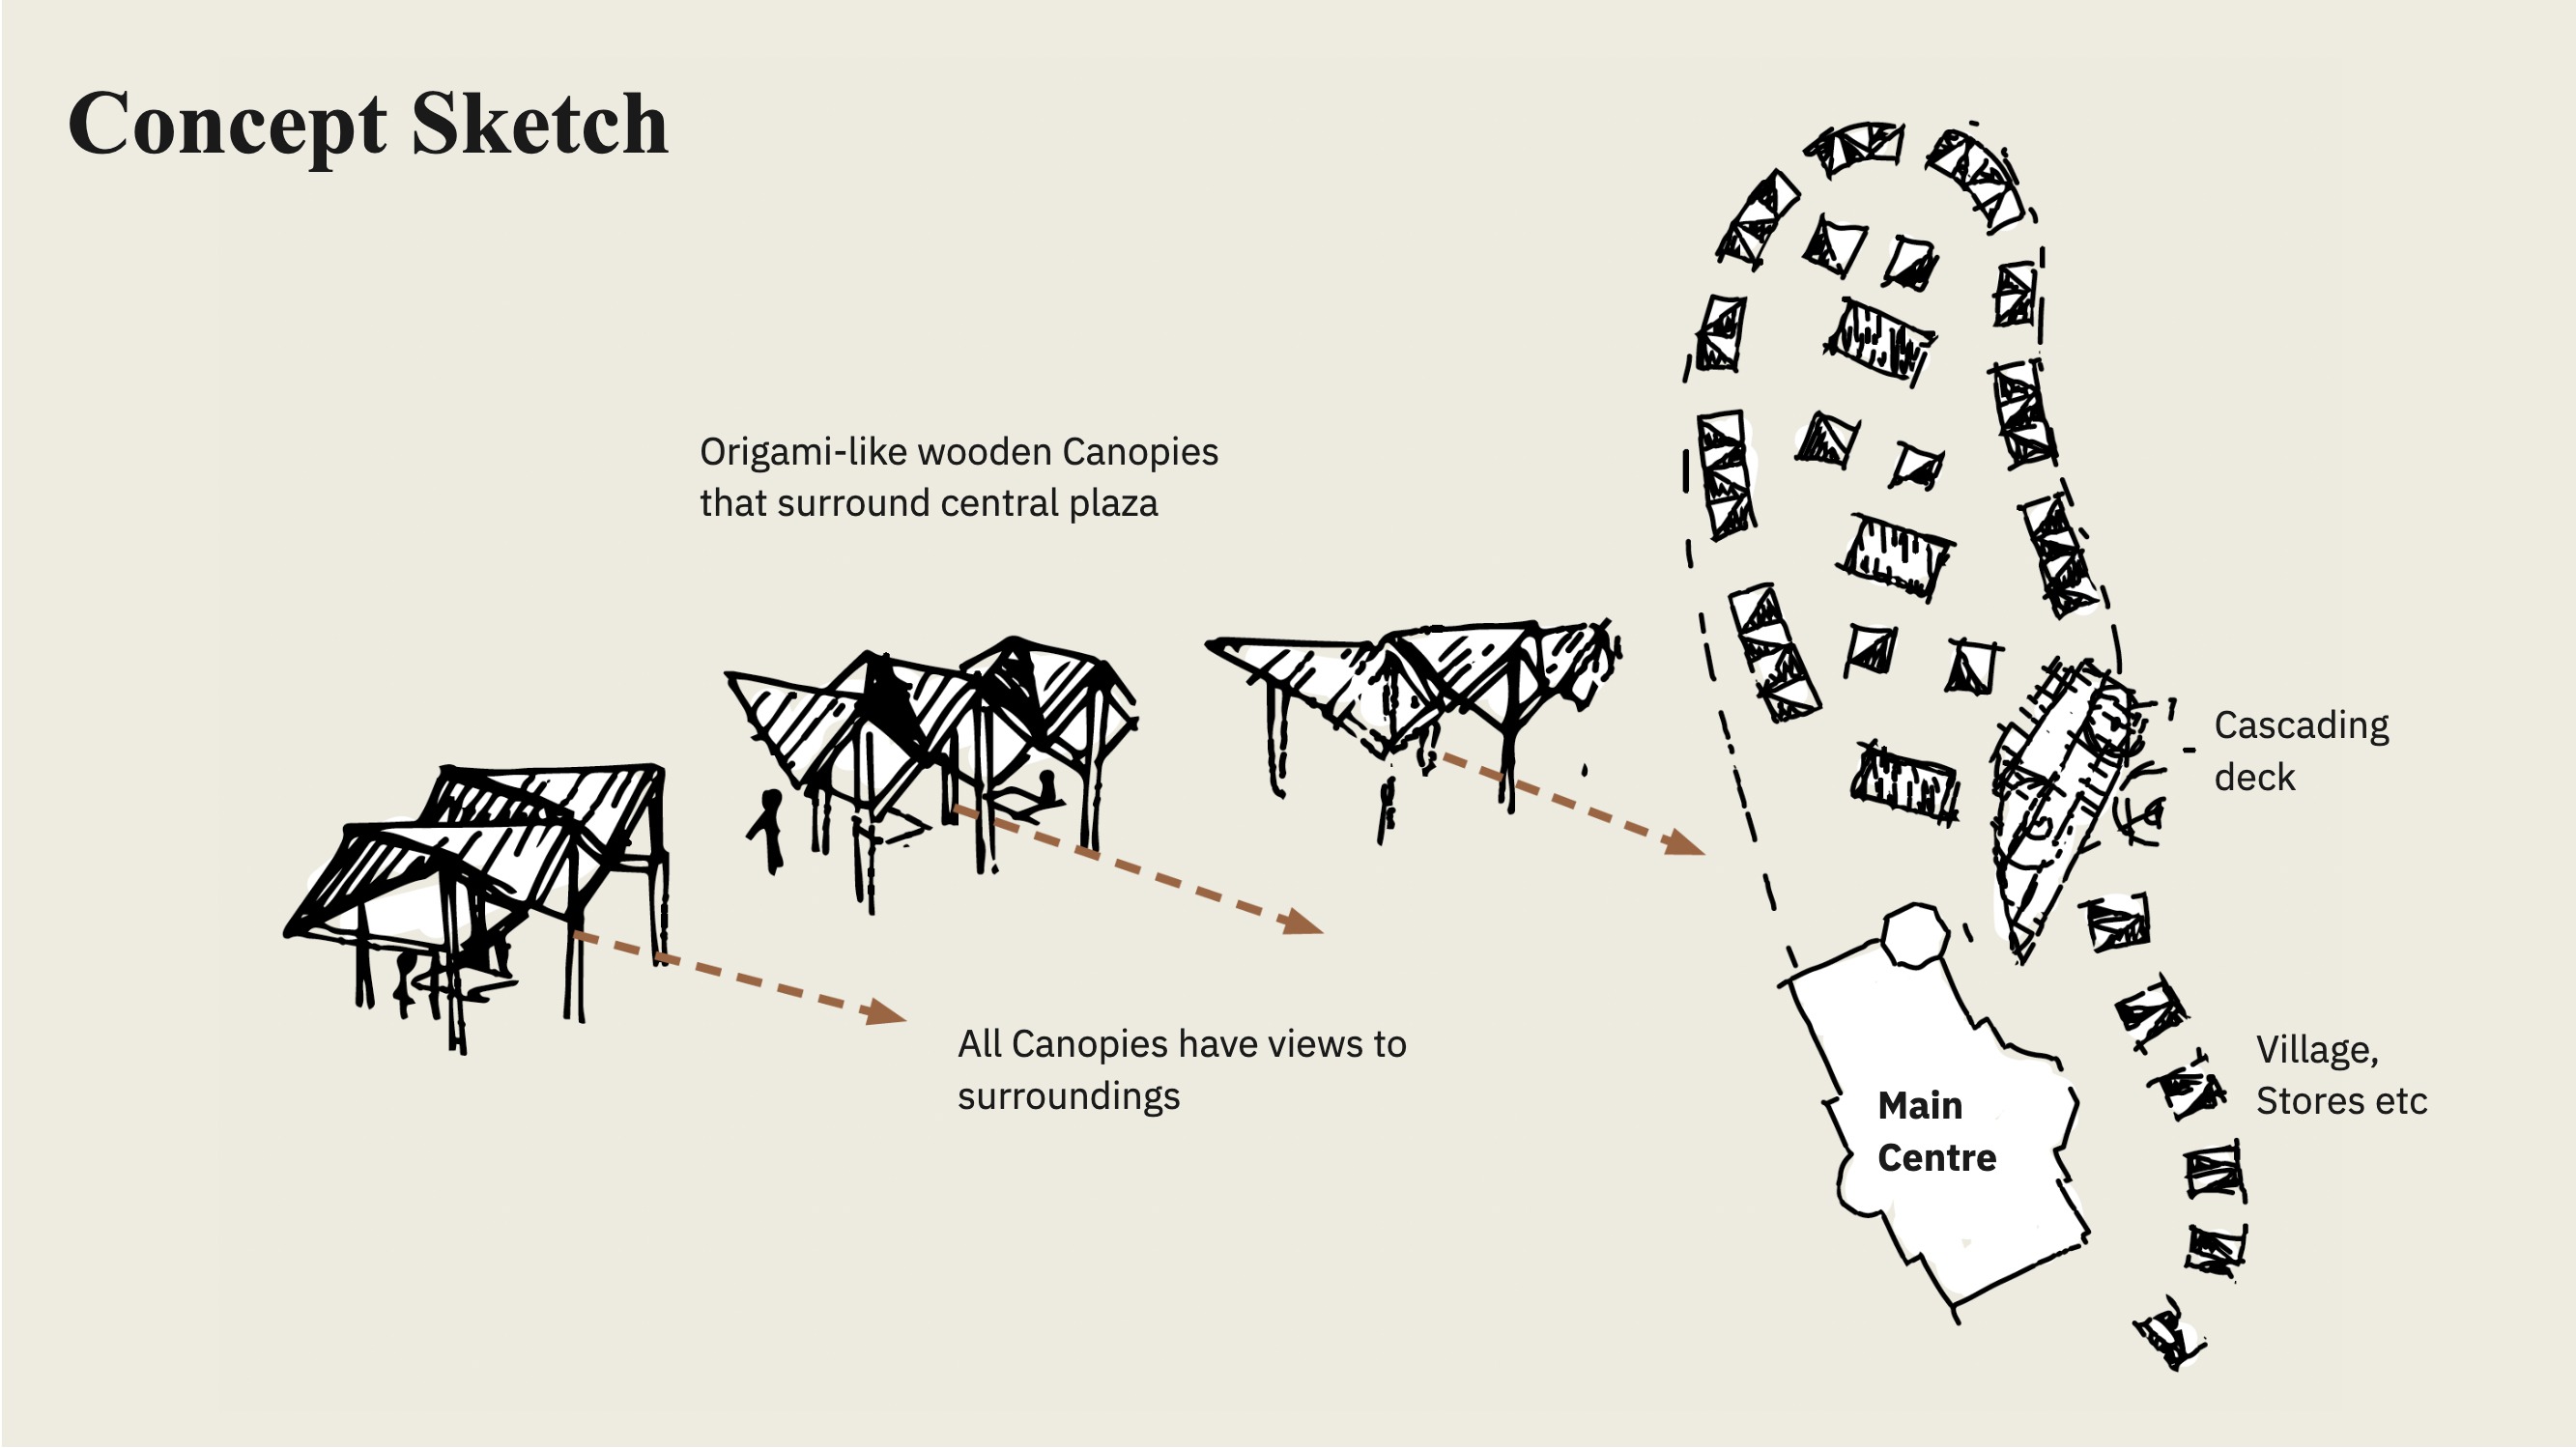 Concept Sketch
Origami-like wooden Canopies
that surround central plaza
Cascading
deck
All Canopies have views to
surroundings
Village,
Stores etc
Main
Centre